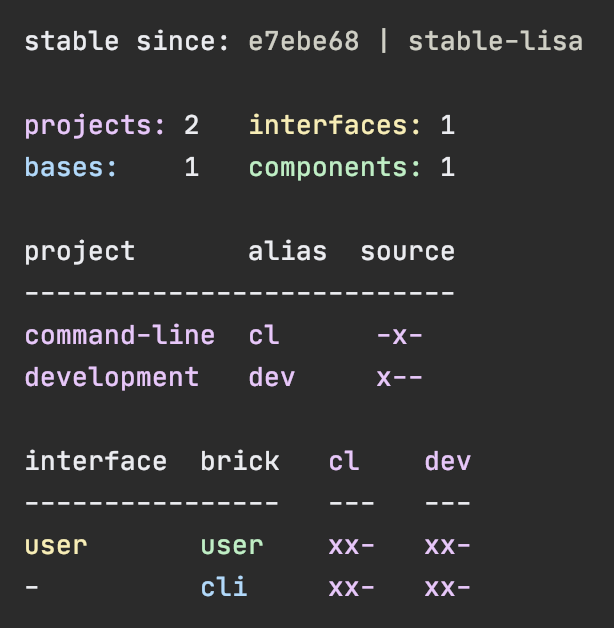 stable since: e7ebe68 | stable-lisa
projects: 2   interfaces: 1
bases:    1   components: 1
project       alias  source
---------------------------
command-line  cl      -x-
development   dev     x--
interface  brick   cl    dev
----------------   ---   ---
user       user    xx-   xx-
-          cli     xx-   xx-